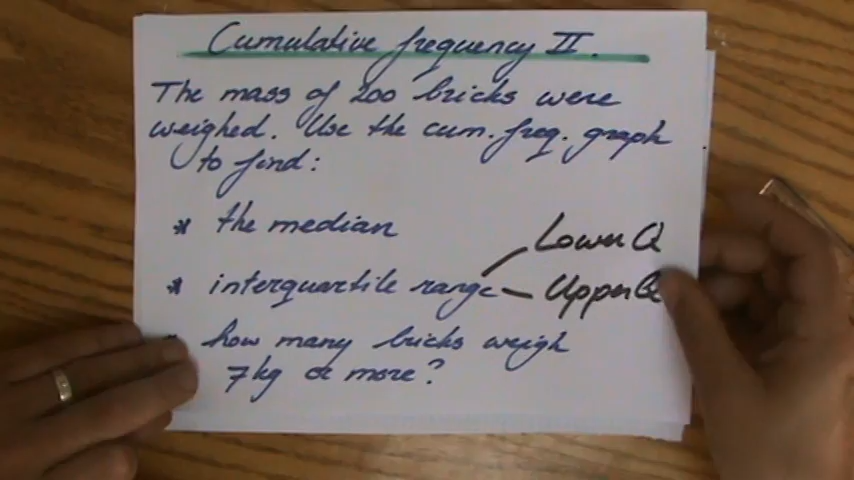 Cumulative frequency II.
The mass of 200 bricks were
weighed. Use the cum. freq. graph
to find:
* the median
* interquartile range
Lower Q
Upper Q
* how many bricks weigh
7kg or more?